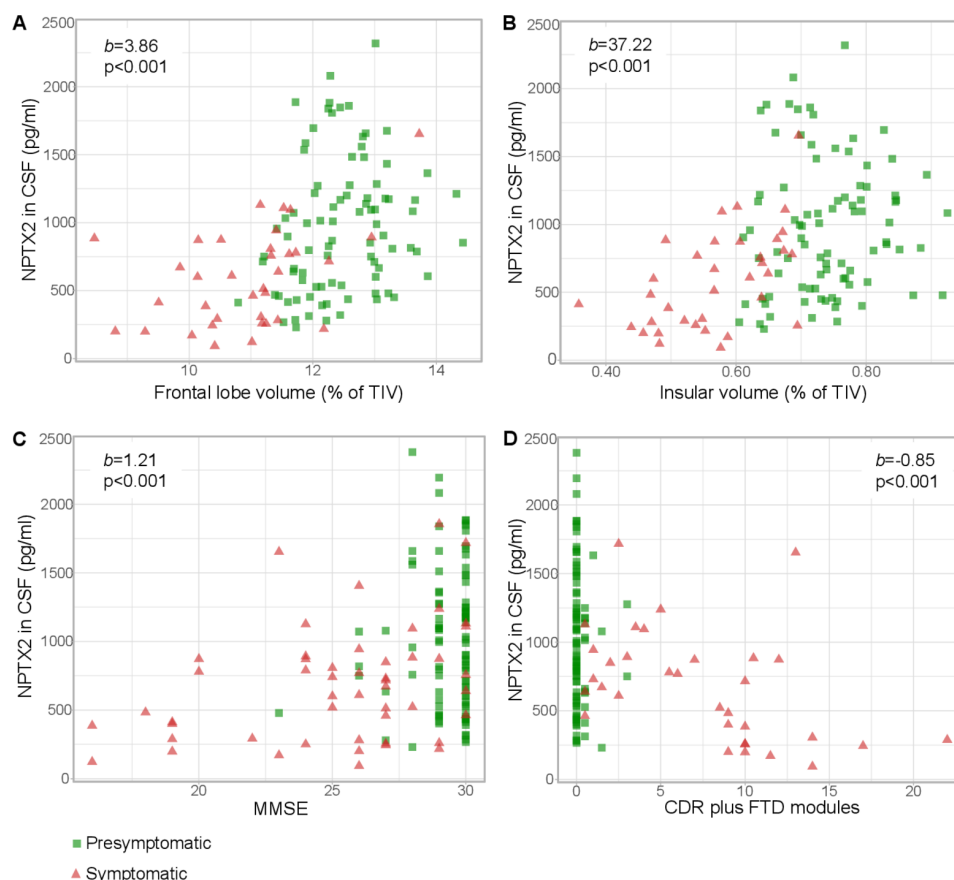 A
b=3.86
p<0.001
NPTX2 in CSF (pg/ml)
2500
2000
1500
1000
500
0
10
12
14
Frontal lobe volume (% of TIV)
B
b=37.22
p<0.001
NPTX2 in CSF (pg/ml)
2500
2000
1500
1000
500
0
0.40
0.60
0.80
Insular volume (% of TIV)
C
b=1.21
p<0.001
NPTX2 in CSF (pg/ml)
2500
2000
1500
1000
500
0
20
25
30
MMSE
D
b=-0.85
p<0.001
NPTX2 in CSF (pg/ml)
2500
2000
1500
1000
500
0
0
5
10
15
20
CDR plus FTD modules
Presymptomatic
Symptomatic